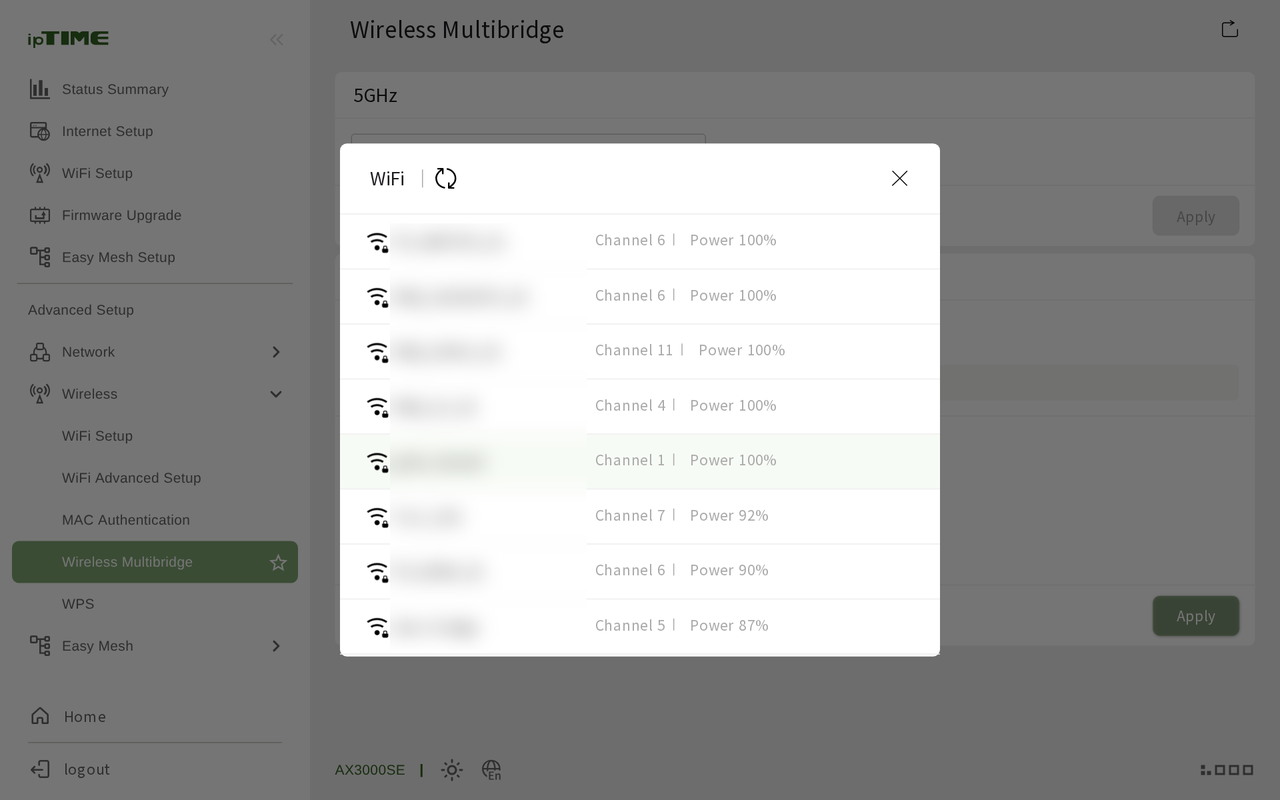 ipTIME
Status Summary
Internet Setup
WiFi Setup
Firmware Upgrade
Easy Mesh Setup
Advanced Setup
Network
Wireless
WiFi Setup
WiFi Advanced Setup
MAC Authentication
Wireless Multibridge
WPS
Easy Mesh
Home
logout
Wireless Multibridge
5GHz
Apply
WiFi
Channel 6 | Power 100%
Channel 6 | Power 100%
Channel 11 | Power 100%
Channel 4 | Power 100%
Channel 1 | Power 100%
Channel 7 | Power 92%
Channel 6 | Power 90%
Channel 5 | Power 87%
Apply
AX3000SE |
En